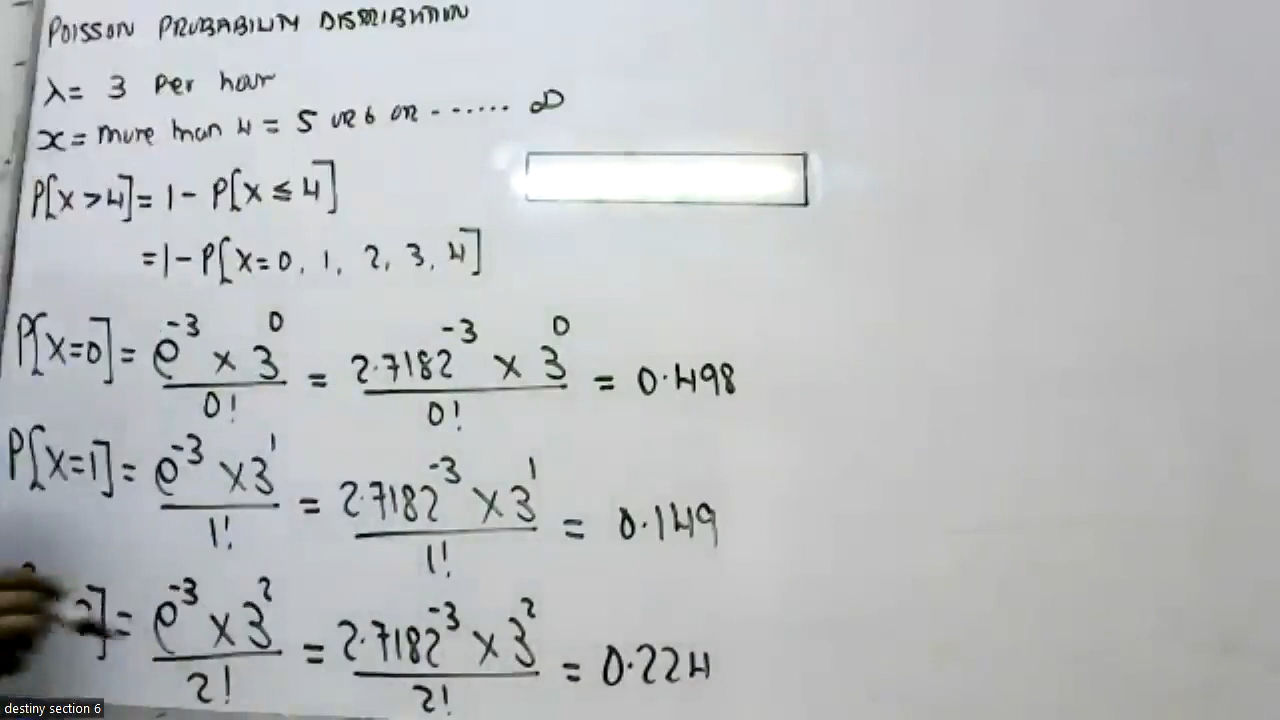 POISSON PROBABILITY DISTRIBUTION
λ= 3 per hour
x = more than 4 = 5 or 6 or ------- ∞
P[X>4] = 1 - P[X ≤ 4]
= 1 - P[X=0, 1, 2, 3, 4]
P[X=0] = e^-3 × 3^0 / 0! = 2.7182^-3 × 3^0 / 0! = 0.498
P[X=1] = e^-3 × 3^1 / 1! = 2.7182^-3 × 3^1 / 1! = 0.149
] = e^-3 × 3^2 / 2! = 2.7182^-3 × 3^2 / 2! = 0.224
destiny section 6